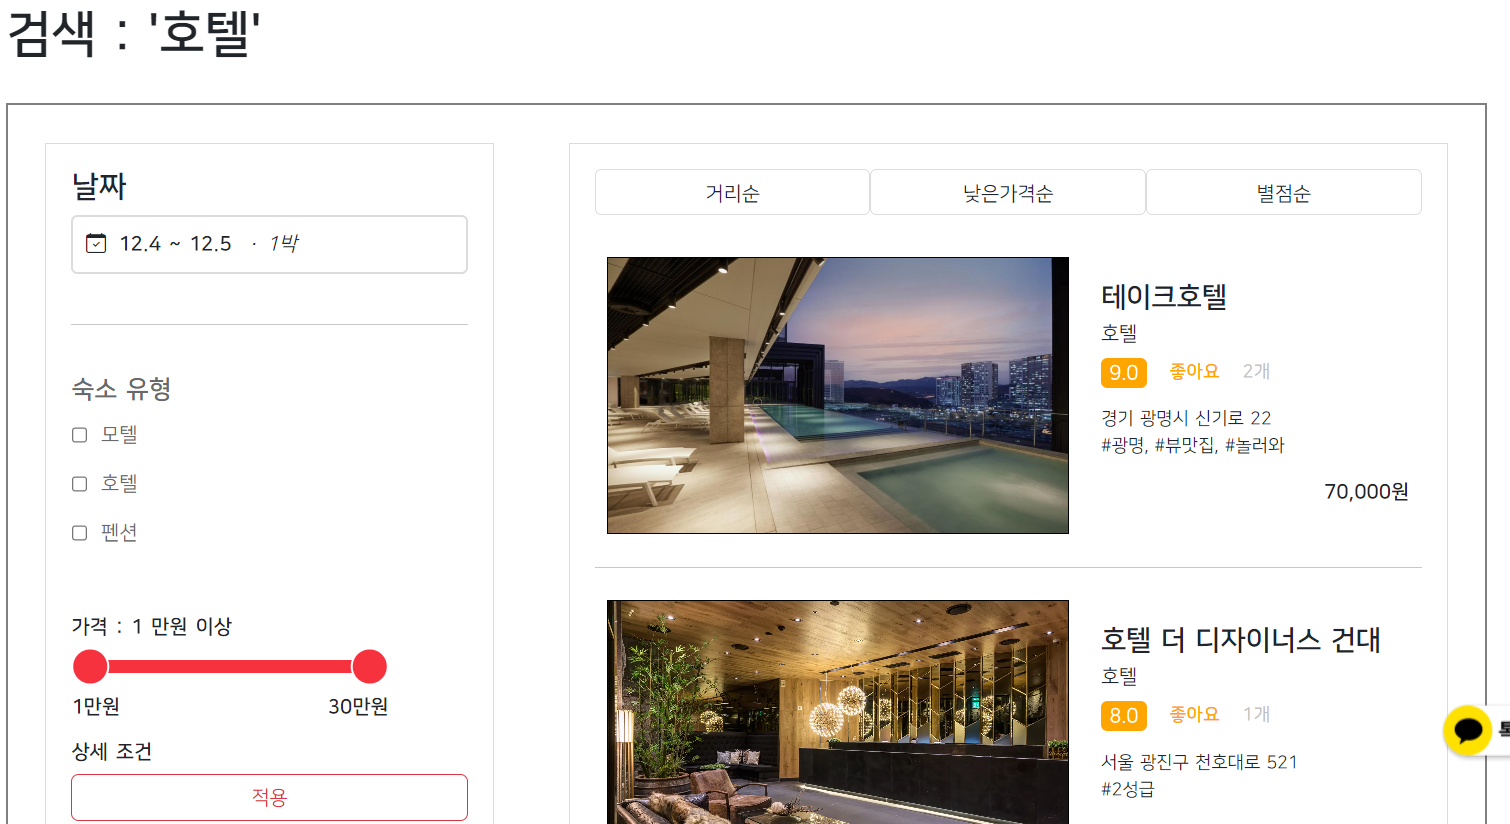 검색 : '호텔'
날짜
12.4 ~ 12.5 · 1박
숙소 유형
모텔
호텔
펜션
가격 : 1 만원 이상
1만원 30만원
상세 조건
적용
거리순 낮은가격순 별점순
테이크호텔
호텔
9.0 좋아요 2개
경기 광명시 신기로 22
#광명, #뷰맛집, #놀러와
70,000원
호텔 더 디자이너스 건대
호텔
8.0 좋아요 1개
서울 광진구 천호대로 521
#2성급